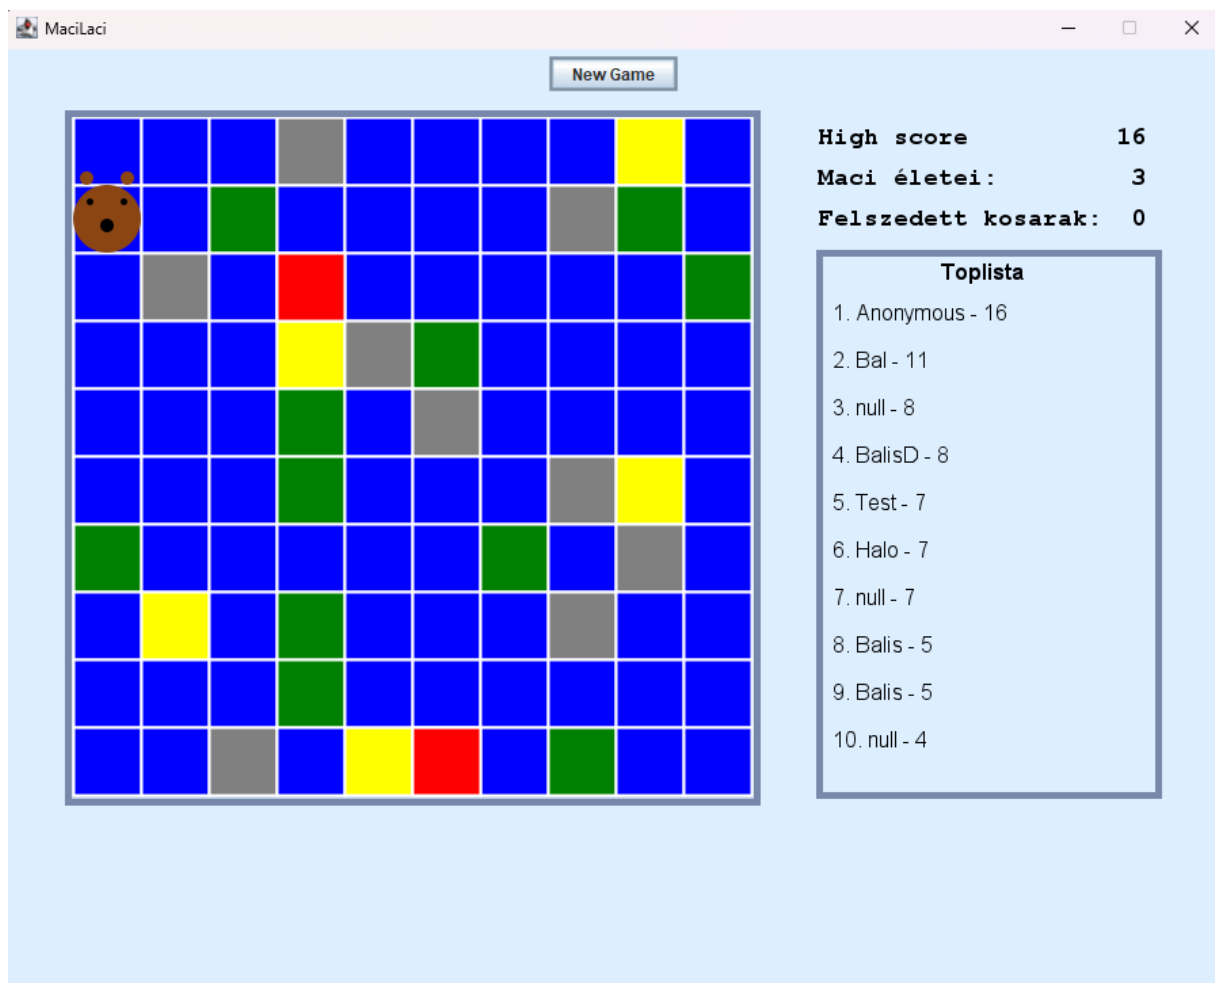 MaciLaci
New Game
High score 16
Maci életei: 3
Felszedett kosarak: 0
Toplista
1. Anonymous - 16
2. Bal - 11
3. null - 8
4. BalisD - 8
5. Test - 7
6. Halo - 7
7. null - 7
8. Balis - 5
9. Balis - 5
10. null - 4